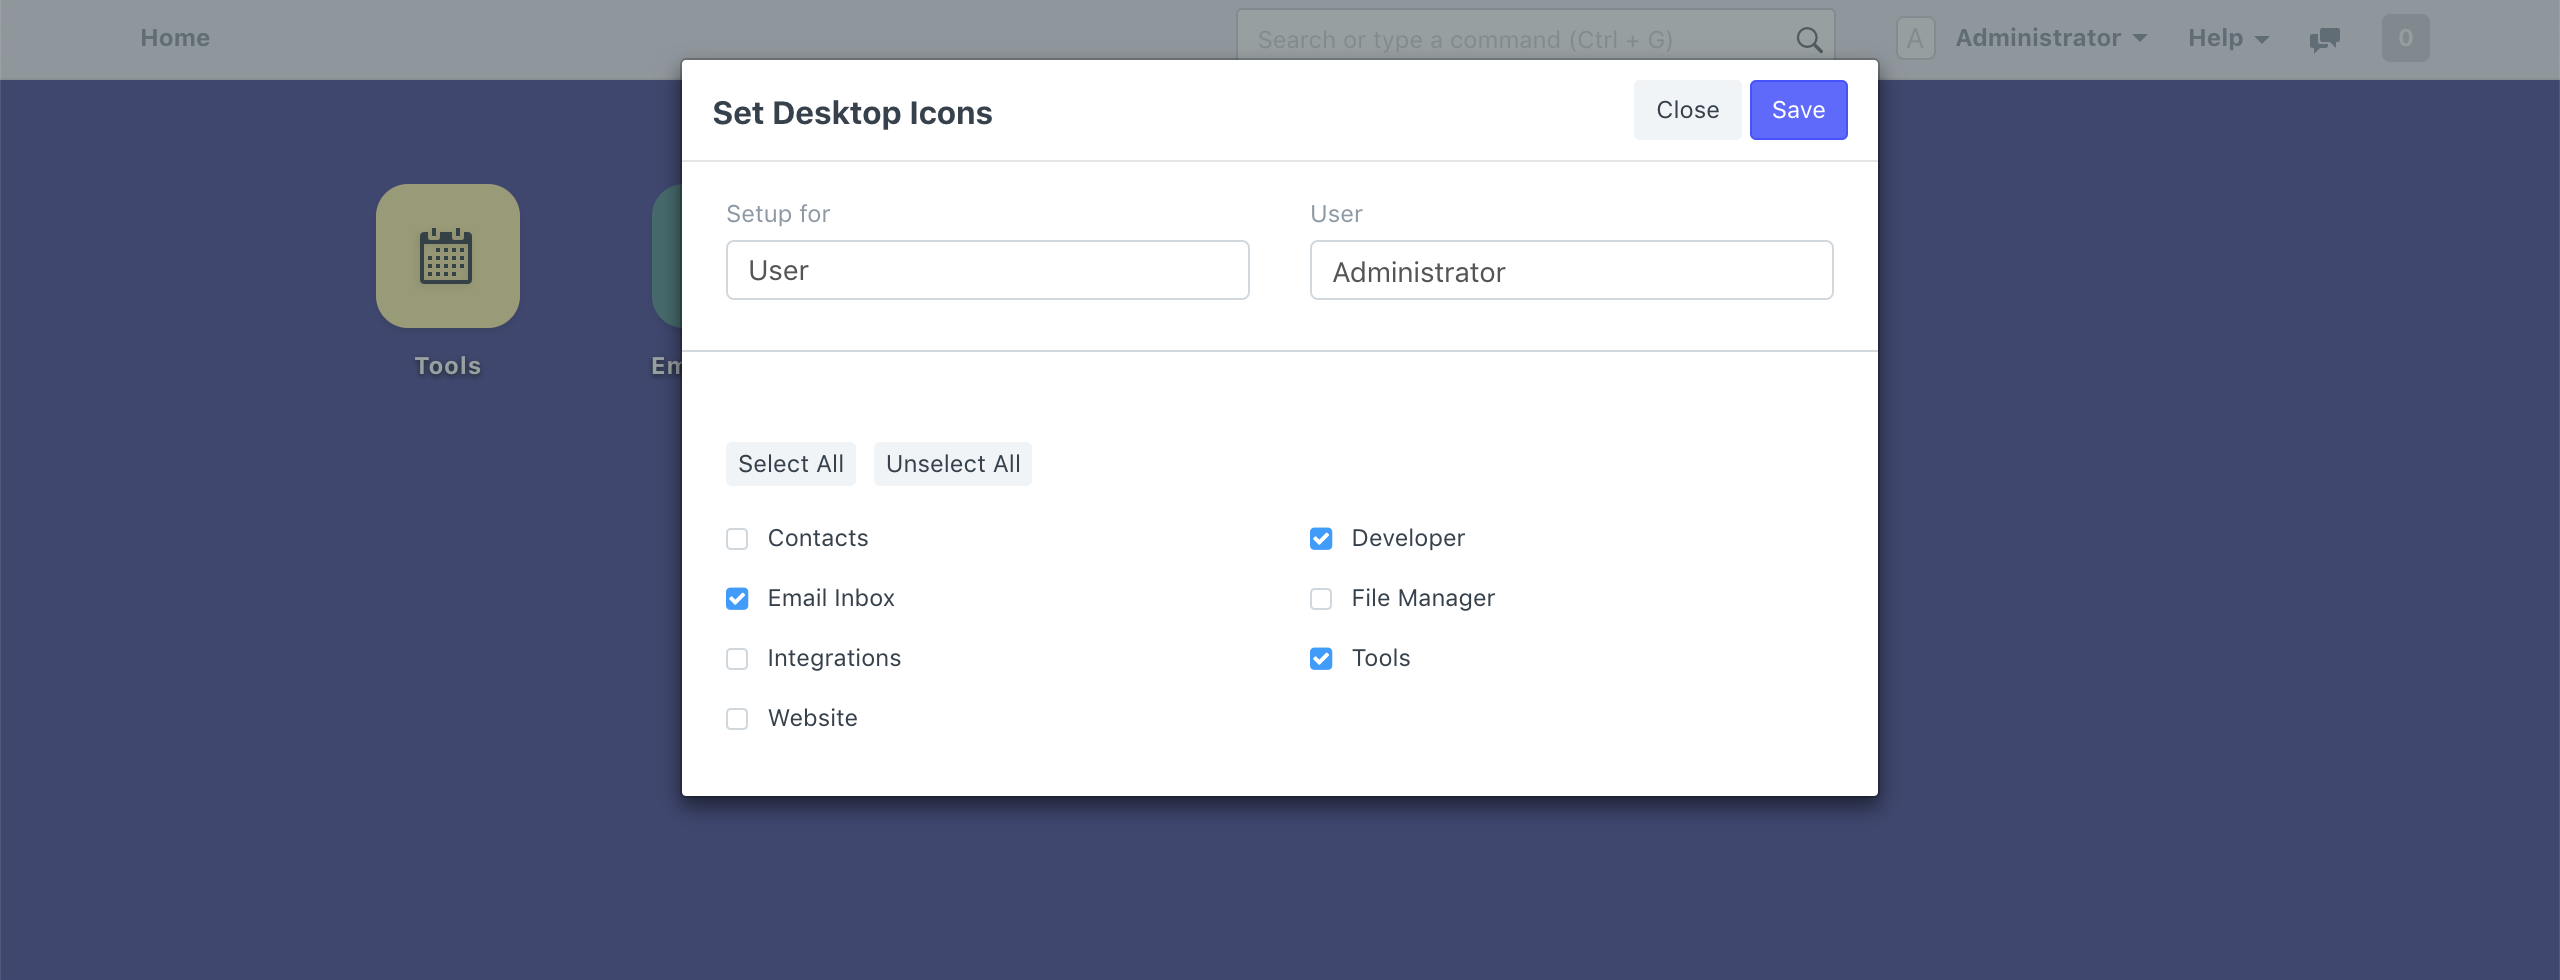 Home
Search or type a command (Ctrl + G)
A
Administrator
Help
0
Set Desktop Icons
Close
Save
Setup for
User
User
Administrator
Tools
Em
Select All
Unselect All
Contacts
Developer
Email Inbox
File Manager
Integrations
Tools
Website